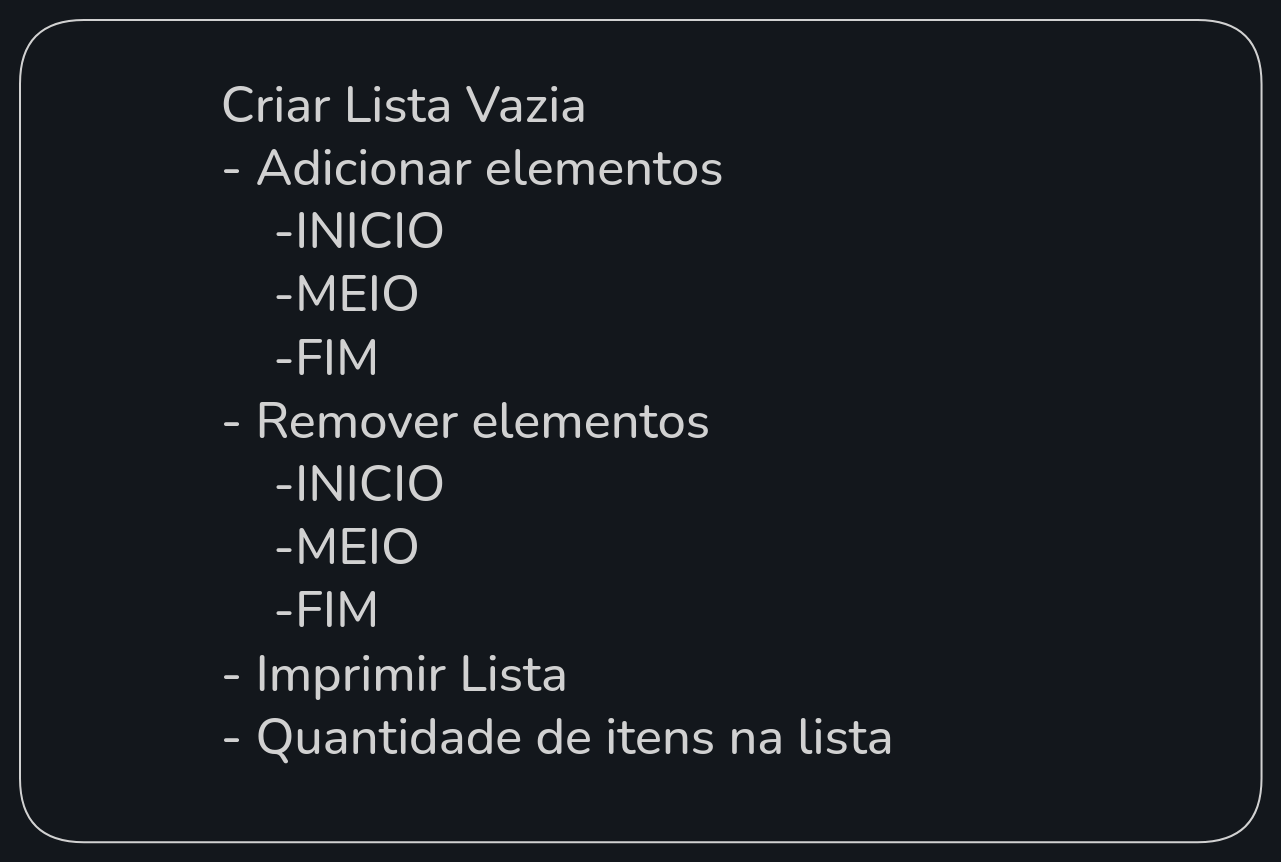 Criar Lista Vazia
- Adicionar elementos
-INICIO
-MEIO
-FIM
- Remover elementos
-INICIO
-MEIO
-FIM
- Imprimir Lista
- Quantidade de itens na lista